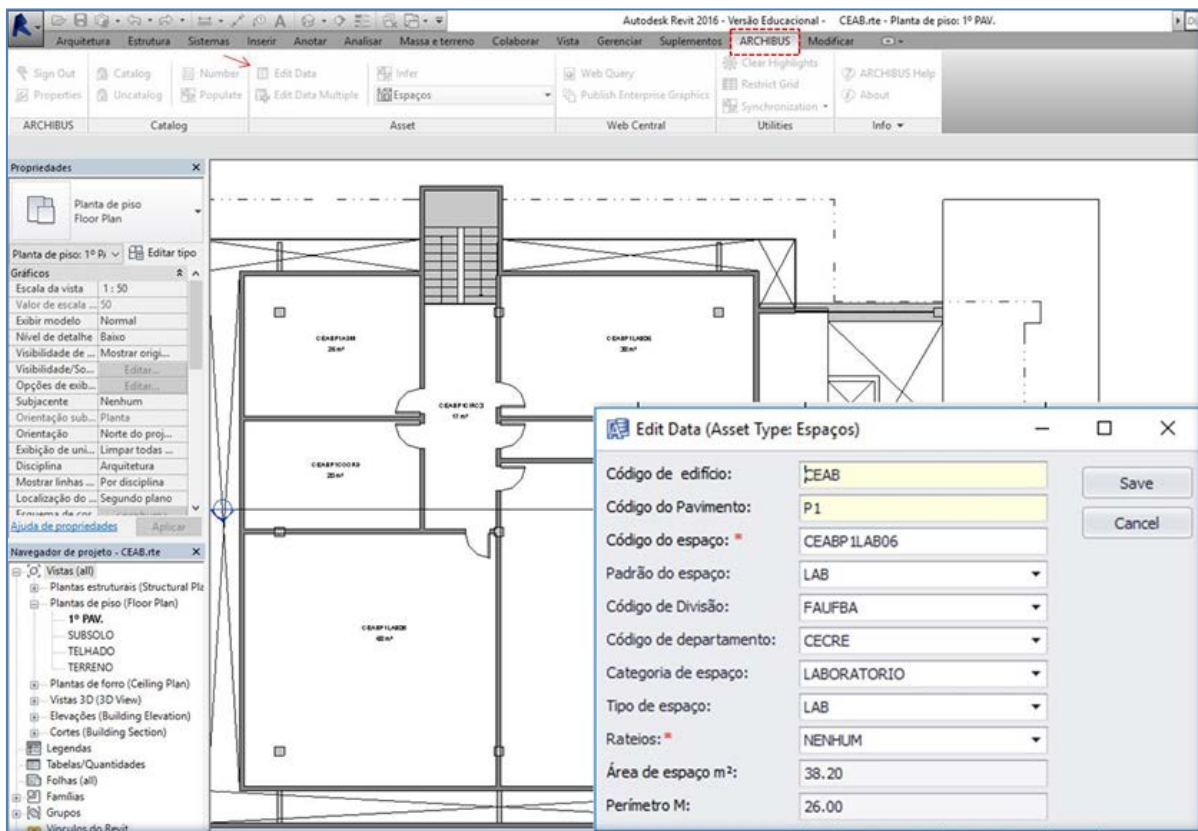 Autodesk Revit 2016 - Versão Educacional - CEAB.rte - Planta de piso: 1º PAV.
Arquitetura Estrutura Sistemas Inserir Anotar Analisar Massa e terreno Colaborar Vista Gerenciar Suplementos ARCHIBUS Modificar
Sign Out Catalog Number Edit Data Infer Web Query Clear Highlights ARCHIBUS Help
Properties Uncatalog Populate Edit Data Multiple Espaços Publish Enterprise Graphics Restrict Grid About
Synchronization
ARCHIBUS Catalog Asset Web Central Utilities Info
Propriedades
Planta de piso
Floor Plan
Planta de piso: 1º P Editar tipo
Gráficos
Escala da vista 1 : 50
Valor de escala ... 50
Exibir modelo Normal
Nível de detalhe Baixo
Visibilidade de ... Mostrar origi...
Visibilidade/So... Editar...
Opções de exib... Editar...
Subjacente Nenhum
Orientação sub... Planta
Orientação Norte do proj...
Exibição de uni... Limpar todas ...
Disciplina Arquitetura
Mostrar linhas ... Por disciplina
Localização do ... Segundo plano
Ajuda de propriedades Aplicar
Navegador de projeto - CEAB.rte
Vistas (all)
Plantas estruturais (Structural Pla
Plantas de piso (Floor Plan)
1º PAV.
SUBSOLO
TELHADO
TERRENO
Plantas de forro (Ceiling Plan)
Vistas 3D (3D View)
Elevações (Building Elevation)
Cortes (Building Section)
Legendas
Tabelas/Quantidades
Folhas (all)
Famílias
Grupos
Vínculos do Revit
CEABP1LAB06
38 m²
17 m²
20 m²
Edit Data (Asset Type: Espaços)
Código de edifício: CEAB
Código do Pavimento: P1
Código do espaço: * CEABP1LAB06
Padrão do espaço: LAB
Código de Divisão: FAUFBA
Código de departamento: CECRE
Categoria de espaço: LABORATORIO
Tipo de espaço: LAB
Rateios: * NENHUM
Área de espaço m²: 38.20
Perímetro M: 26.00
Save
Cancel